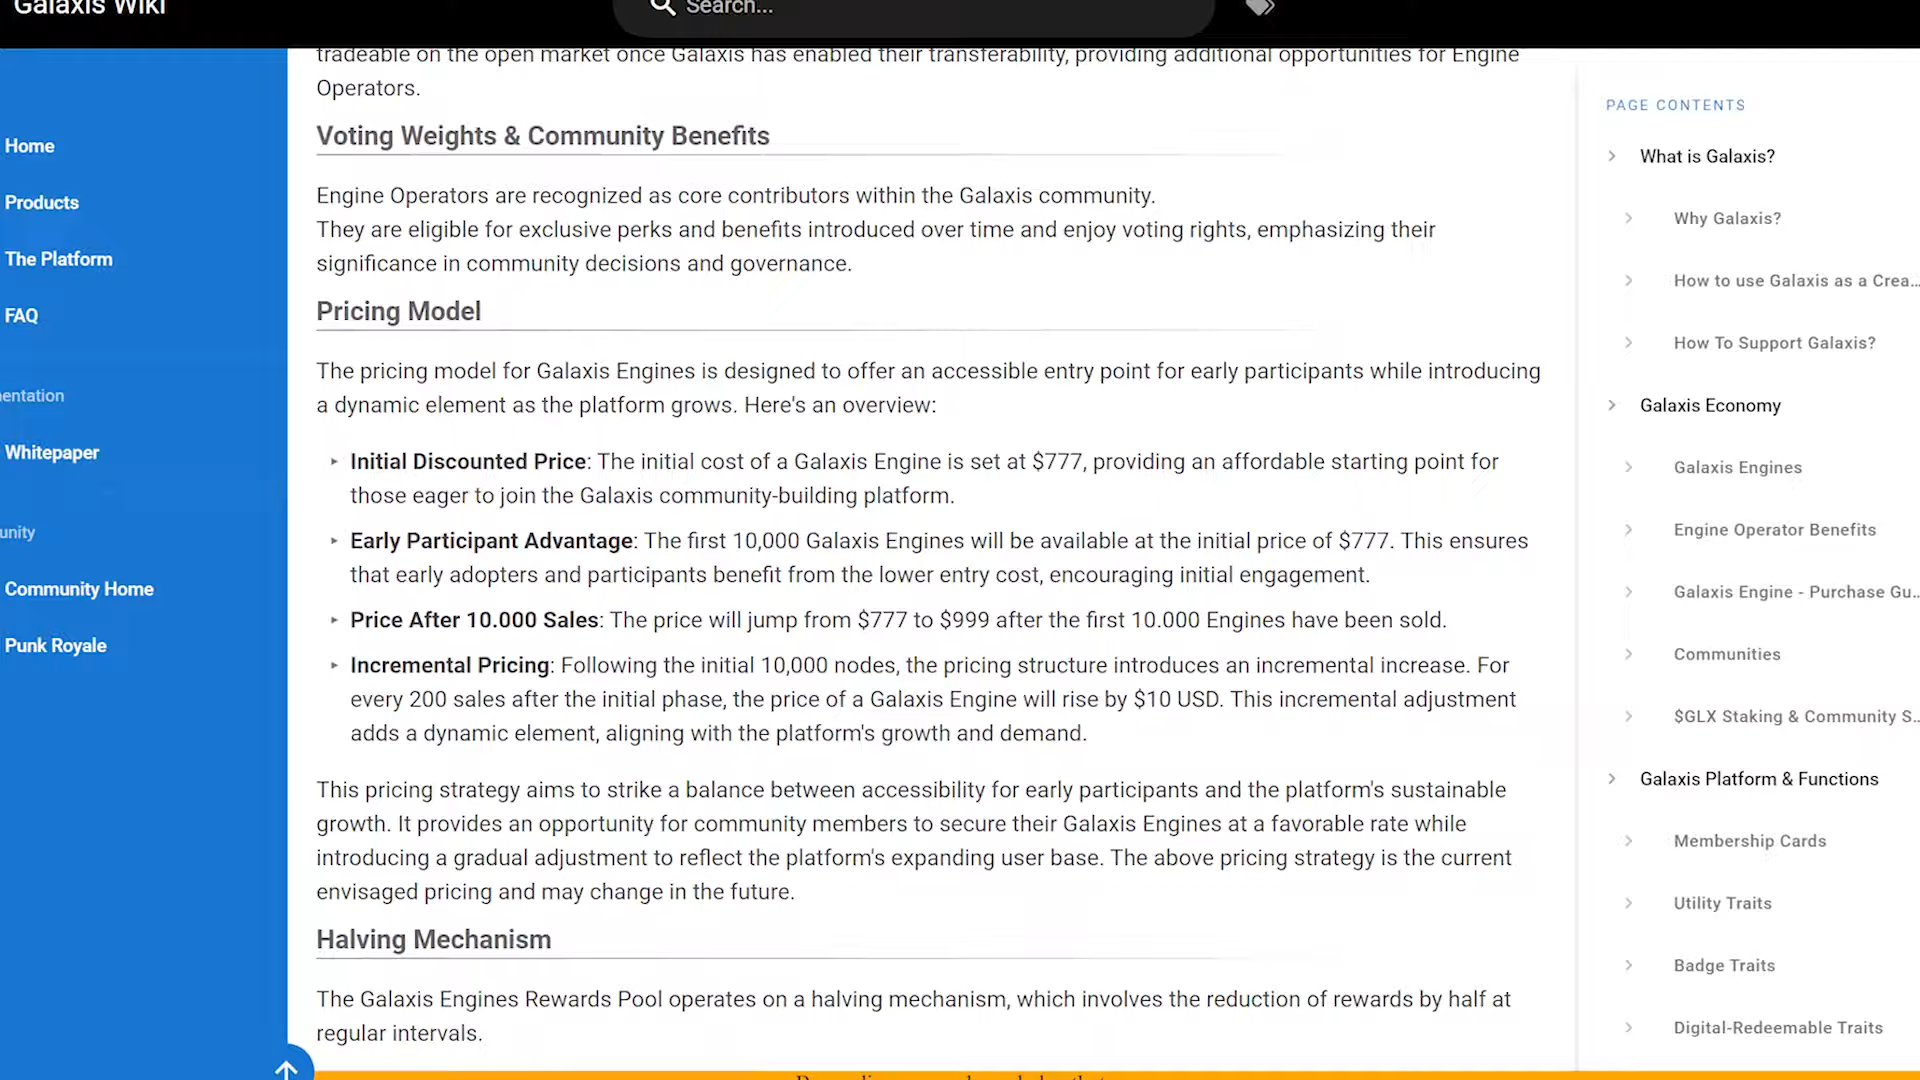 Galaxis Wiki
Search...
Home
Products
The Platform
FAQ
entation
Whitepaper
unity
Community Home
Punk Royale
tradeable on the open market once Galaxis has enabled their transferability, providing additional opportunities for Engine
Operators.
Voting Weights & Community Benefits
Engine Operators are recognized as core contributors within the Galaxis community.
They are eligible for exclusive perks and benefits introduced over time and enjoy voting rights, emphasizing their
significance in community decisions and governance.
Pricing Model
The pricing model for Galaxis Engines is designed to offer an accessible entry point for early participants while introducing
a dynamic element as the platform grows. Here's an overview:
Initial Discounted Price: The initial cost of a Galaxis Engine is set at $777, providing an affordable starting point for
those eager to join the Galaxis community-building platform.
Early Participant Advantage: The first 10,000 Galaxis Engines will be available at the initial price of $777. This ensures
that early adopters and participants benefit from the lower entry cost, encouraging initial engagement.
Price After 10.000 Sales: The price will jump from $777 to $999 after the first 10.000 Engines have been sold.
Incremental Pricing: Following the initial 10,000 nodes, the pricing structure introduces an incremental increase. For
every 200 sales after the initial phase, the price of a Galaxis Engine will rise by $10 USD. This incremental adjustment
adds a dynamic element, aligning with the platform's growth and demand.
This pricing strategy aims to strike a balance between accessibility for early participants and the platform's sustainable
growth. It provides an opportunity for community members to secure their Galaxis Engines at a favorable rate while
introducing a gradual adjustment to reflect the platform's expanding user base. The above pricing strategy is the current
envisaged pricing and may change in the future.
Halving Mechanism
The Galaxis Engines Rewards Pool operates on a halving mechanism, which involves the reduction of rewards by half at
regular intervals.
PAGE CONTENTS
What is Galaxis?
Why Galaxis?
How to use Galaxis as a Crea...
How To Support Galaxis?
Galaxis Economy
Galaxis Engines
Engine Operator Benefits
Galaxis Engine - Purchase Gu...
Communities
$GLX Staking & Community S...
Galaxis Platform & Functions
Membership Cards
Utility Traits
Badge Traits
Digital-Redeemable Traits